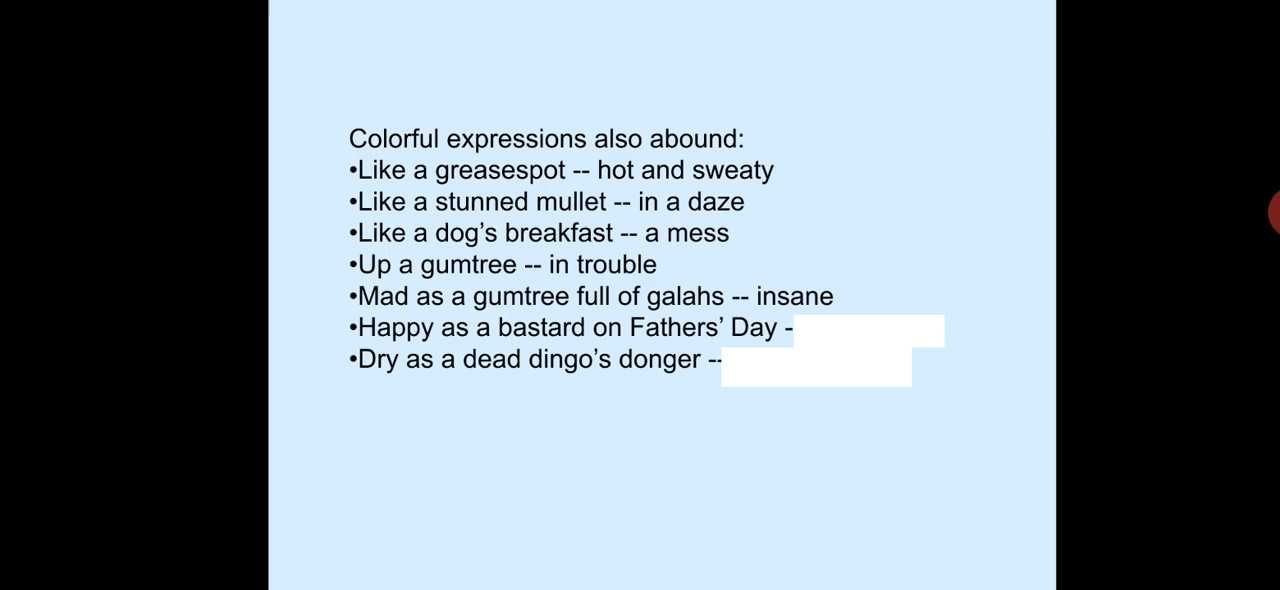 Colorful expressions also abound:
•Like a greasespot -- hot and sweaty
•Like a stunned mullet -- in a daze
•Like a dog’s breakfast -- a mess
•Up a gumtree -- in trouble
•Mad as a gumtree full of galahs -- insane
•Happy as a bastard on Fathers’ Day -
•Dry as a dead dingo’s donger --